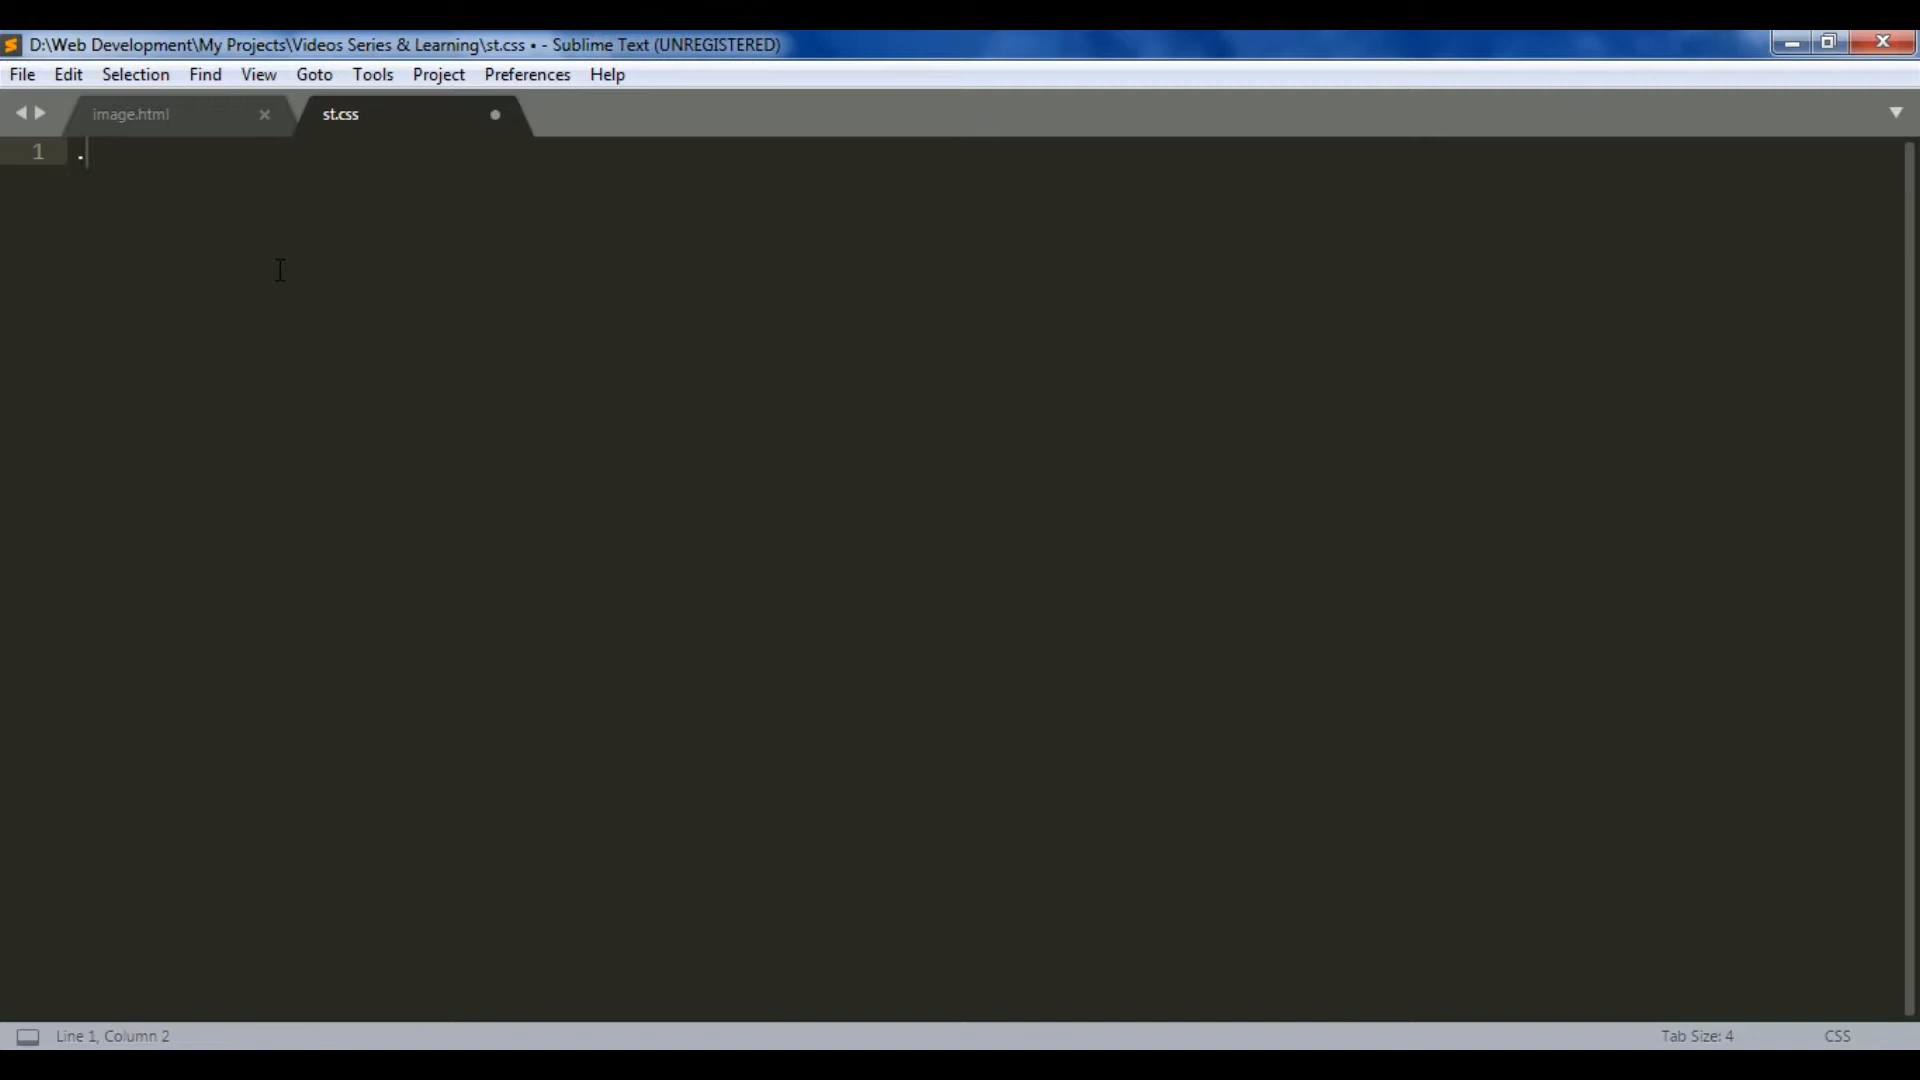 D:\Web Development\My Projects\Videos Series & Learning\st.css • - Sublime Text (UNREGISTERED)
File Edit Selection Find View Goto Tools Project Preferences Help
image.html st.css
1 .
Line 1, Column 2 Tab Size: 4 CSS